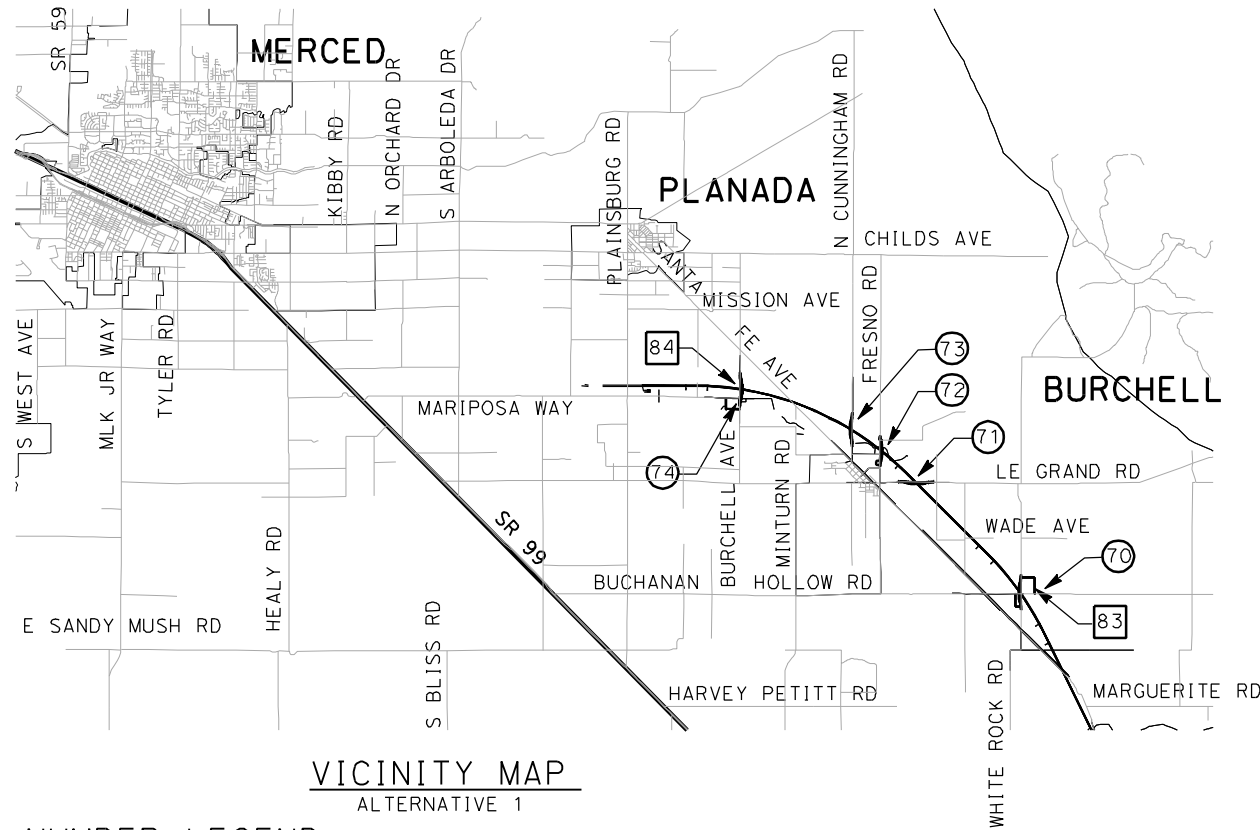 SR 59
MERCED
KIBBY RD
N ORCHARD DR
S ARBOLEDA DR
PLAINSBURG RD
PLANADA
N CUNNINGHAM RD
CHILDS AVE
SANTA FE AVE
MISSION AVE
FRESNO RD
S WEST AVE
MLK JR WAY
TYLER RD
84
73
72
BURCHELL
MARIPOSA WAY
71
74
BURCHELL AVE
MINTURN RD
LE GRAND RD
SR 99
WADE AVE
HEALY RD
BUCHANAN HOLLOW RD
70
83
E SANDY MUSH RD
S BLISS RD
HARVEY PETITT RD
WHITE ROCK RD
MARGUERITE RD
VICINITY MAP
ALTERNATIVE 1
NUMBER LEGEND